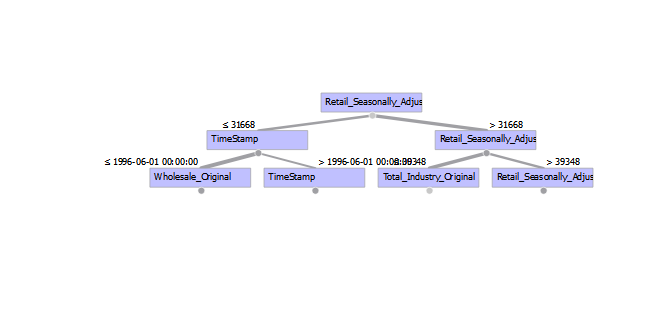 Retail_Seasonally_Adjus
≤ 31668
> 31668
TimeStamp
Retail_Seasonally_Adjus
≤ 1996-06-01 00:00:00
> 1996-06-01 00:00:00
≤ 39348
> 39348
Wholesale_Original
TimeStamp
Total_Industry_Original
Retail_Seasonally_Adjus